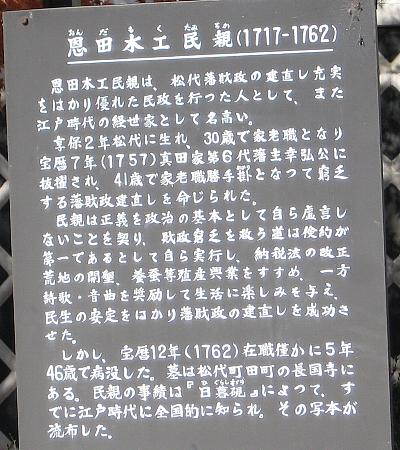 おんだもくたみちか
恩田木工民親(1717-1762)
恩田木工民親は、松代藩財政の建直し充実
をはかり優れた民政を行った人として、また
江戸時代の経世家として名高い。
享保2年松代に生れ、30歳で家老職となり
宝暦7年(1757)真田家第6代藩主幸弘公に
抜擢され、41歳で家老職勝手掛となって窮乏
する藩財政建直しを命じられた。
民親は正義を政治の基本として自ら虚言し
ないことを契り、財政窮乏を救う道は倹約が
第一であるとして自ら実行し、納税法の改正
荒地の開墾、養蚕等殖産興業をすすめ、一方
詩歌・音曲を奨励して生活に楽しみを与え、
民生の安定をはかり藩財政の建直しを成功さ
せた。
しかし、宝暦12年(1762)在職僅かに5年
46歳で病没した。墓は松代町田町の長国寺に
ある。民親の事績は『日暮硯』によって、す
でに江戸時代に全国的に知られ、その写本が
流布した。